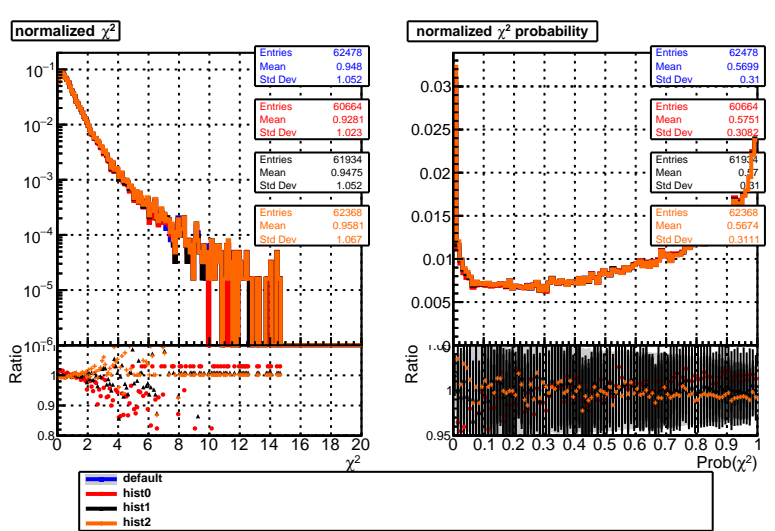 normalized χ²
Entries 62478
Mean 0.948
Std Dev 1.052
Entries 60664
Mean 0.9281
Std Dev 1.023
Entries 61934
Mean 0.9475
Std Dev 1.052
Entries 62368
Mean 0.9581
Std Dev 1.067
10⁻¹
10⁻²
10⁻³
10⁻⁴
10⁻⁵
Ratio
1
0.9
0.8
0 2 4 6 8 10 12 14 16 18 20
χ²
normalized χ² probability
Entries 62478
Mean 0.5699
Std Dev 0.31
Entries 60664
Mean 0.5751
Std Dev 0.3082
Entries
Mean
Std Dev
Entries 62368
Mean 0.5674
Std Dev 0.3111
0.03
0.025
0.02
0.015
0.01
0.005
Ratio
0.95
0 0.1 0.2 0.3 0.4 0.5 0.6 0.7 0.8 0.9 1
Prob(χ²)
default
hist0
hist1
hist2